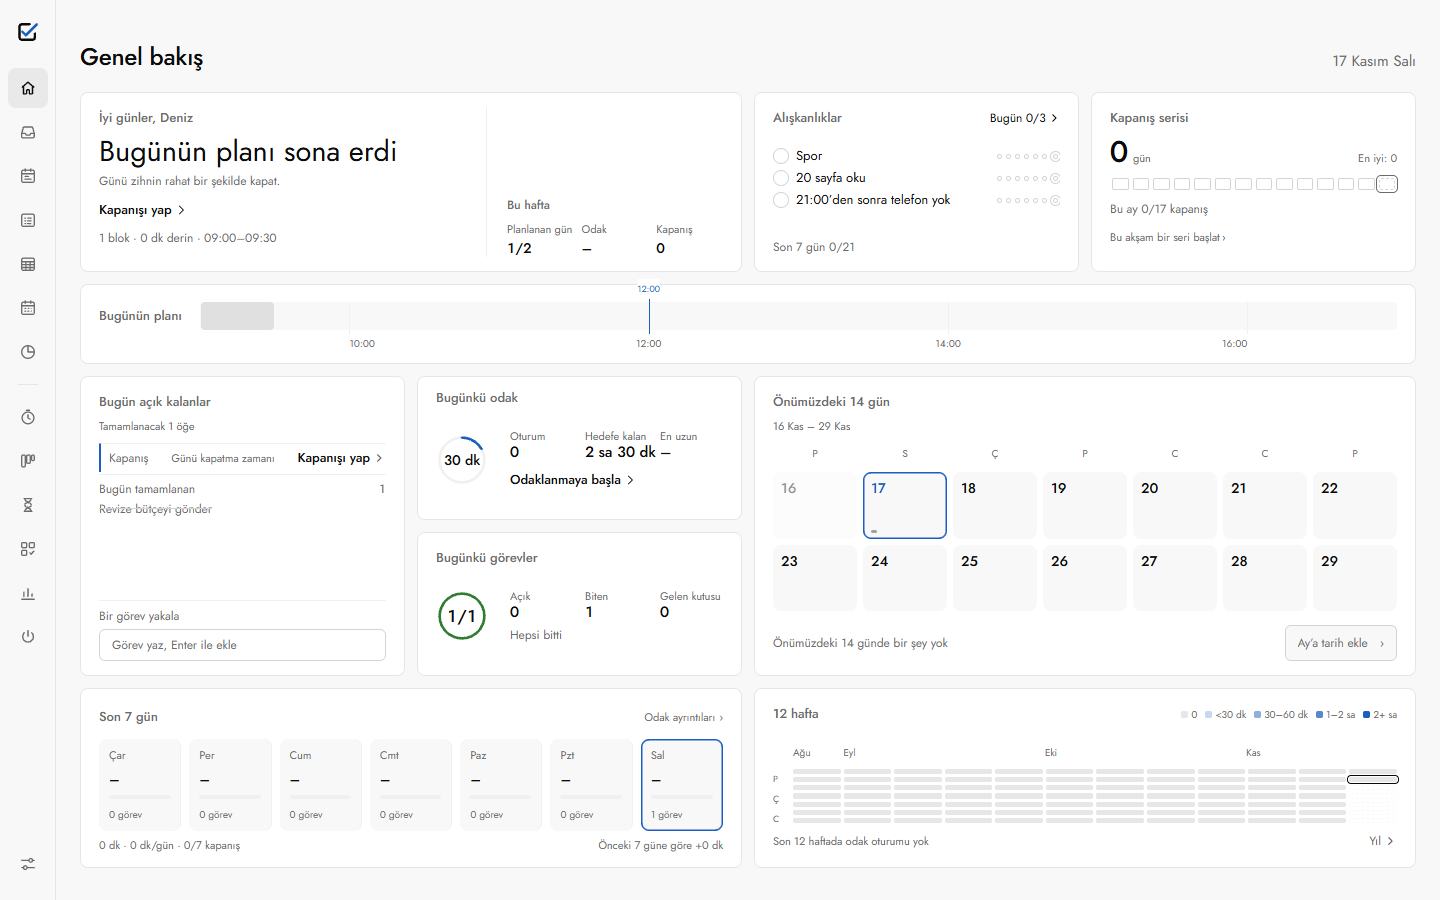 Genel bakış
17 Kasım Salı
İyi günler, Deniz
Bugünün planı sona erdi
Günü zihnin rahat bir şekilde kapat.
Kapanışı yap
1 blok · 0 dk derin · 09:00–09:30
Bu hafta
Planlanan gün Odak Kapanış
1/2 – 0
Alışkanlıklar
Bugün 0/3
Spor
20 sayfa oku
21:00’den sonra telefon yok
Son 7 gün 0/21
Kapanış serisi
0 gün
En iyi: 0
Bu ay 0/17 kapanış
Bu akşam bir seri başlat ›
12:00
Bugünün planı
10:00 12:00 14:00 16:00
Bugün açık kalanlar
Tamamlanacak 1 öğe
Kapanış Günü kapatma zamanı Kapanışı yap
Bugün tamamlanan 1
Revize bütçeyi gönder
Bir görev yakala
Görev yaz, Enter ile ekle
Bugünkü odak
30 dk
Oturum Hedefe kalan En uzun
0 2 sa 30 dk –
Odaklanmaya başla
Bugünkü görevler
1/1
Açık Biten Gelen kutusu
0 1 0
Hepsi bitti
Önümüzdeki 14 gün
16 Kas – 29 Kas
P S Ç P C C P
16 17 18 19 20 21 22
23 24 25 26 27 28 29
Önümüzdeki 14 günde bir şey yok
Ay’a tarih ekle ›
Son 7 gün
Odak ayrıntıları ›
Çar Per Cum Cmt Paz Pzt Sal
– – – – – – –
0 görev 0 görev 0 görev 0 görev 0 görev 0 görev 1 görev
0 dk · 0 dk/gün · 0/7 kapanış
Önceki 7 güne göre +0 dk
12 hafta
0 <30 dk 30–60 dk 1–2 sa 2+ sa
Ağu Eyl Eki Kas
P
Ç
C
Son 12 haftada odak oturumu yok
Yıl